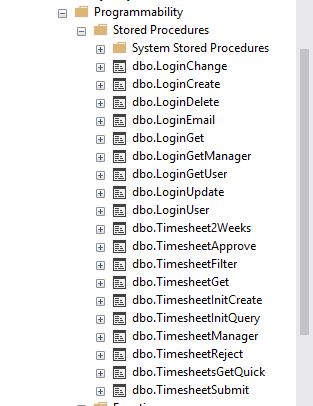 Programmability
Stored Procedures
System Stored Procedures
dbo.LoginChange
dbo.LoginCreate
dbo.LoginDelete
dbo.LoginEmail
dbo.LoginGet
dbo.LoginGetManager
dbo.LoginGetUser
dbo.LoginUpdate
dbo.LoginUser
dbo.Timesheet2Weeks
dbo.TimesheetApprove
dbo.TimesheetFilter
dbo.TimesheetGet
dbo.TimesheetInitCreate
dbo.TimesheetInitQuery
dbo.TimesheetManager
dbo.TimesheetReject
dbo.TimesheetsGetQuick
dbo.TimesheetSubmit